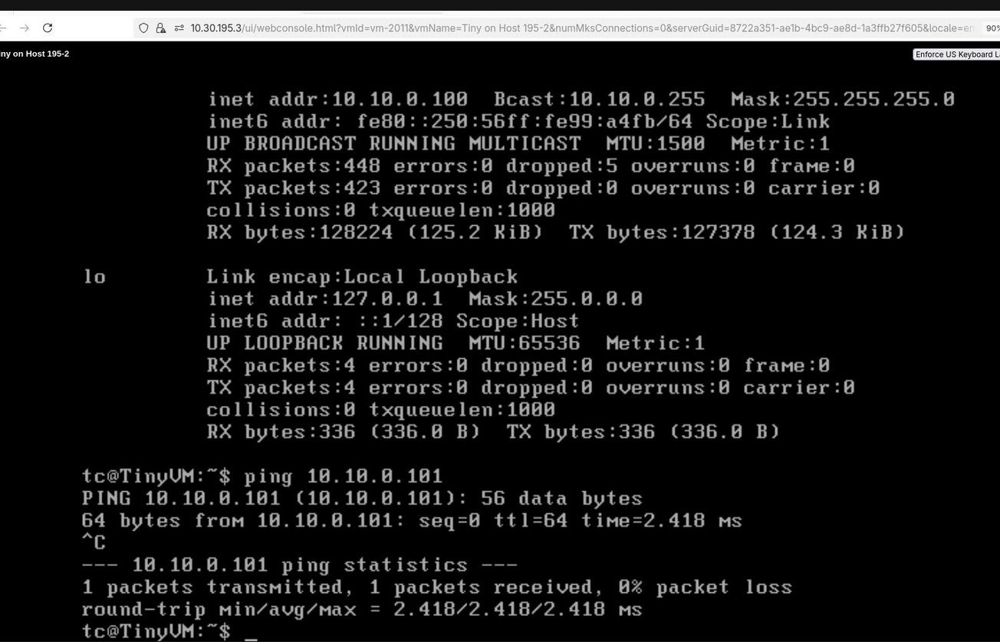 10.30.195.3/ui/webconsole.html?vmId=vm-2011&vmName=Tiny on Host 195-2&numMksConnections=0&serverGuid=8722a351-ae1b-4bc9-ae8d-1a3ffb27f605&locale=en
90%
iny on Host 195-2
Enforce US Keyboard La
inet addr:10.10.0.100  Bcast:10.10.0.255  Mask:255.255.255.0
inet6 addr: fe80::250:56ff:fe99:a4fb/64 Scope:Link
UP BROADCAST RUNNING MULTICAST  MTU:1500  Metric:1
RX packets:448 errors:0 dropped:5 overruns:0 frame:0
TX packets:423 errors:0 dropped:0 overruns:0 carrier:0
collisions:0 txqueuelen:1000
RX bytes:128224 (125.2 KiB)  TX bytes:127378 (124.3 KiB)
lo        Link encap:Local Loopback
inet addr:127.0.0.1  Mask:255.0.0.0
inet6 addr: ::1/128 Scope:Host
UP LOOPBACK RUNNING  MTU:65536  Metric:1
RX packets:4 errors:0 dropped:0 overruns:0 frame:0
TX packets:4 errors:0 dropped:0 overruns:0 carrier:0
collisions:0 txqueuelen:1000
RX bytes:336 (336.0 B)  TX bytes:336 (336.0 B)
tc@TinyVM:~$ ping 10.10.0.101
PING 10.10.0.101 (10.10.0.101): 56 data bytes
64 bytes from 10.10.0.101: seq=0 ttl=64 time=2.418 ms
^C
--- 10.10.0.101 ping statistics ---
1 packets transmitted, 1 packets received, 0% packet loss
round-trip min/avg/max = 2.418/2.418/2.418 ms
tc@TinyVM:~$ _